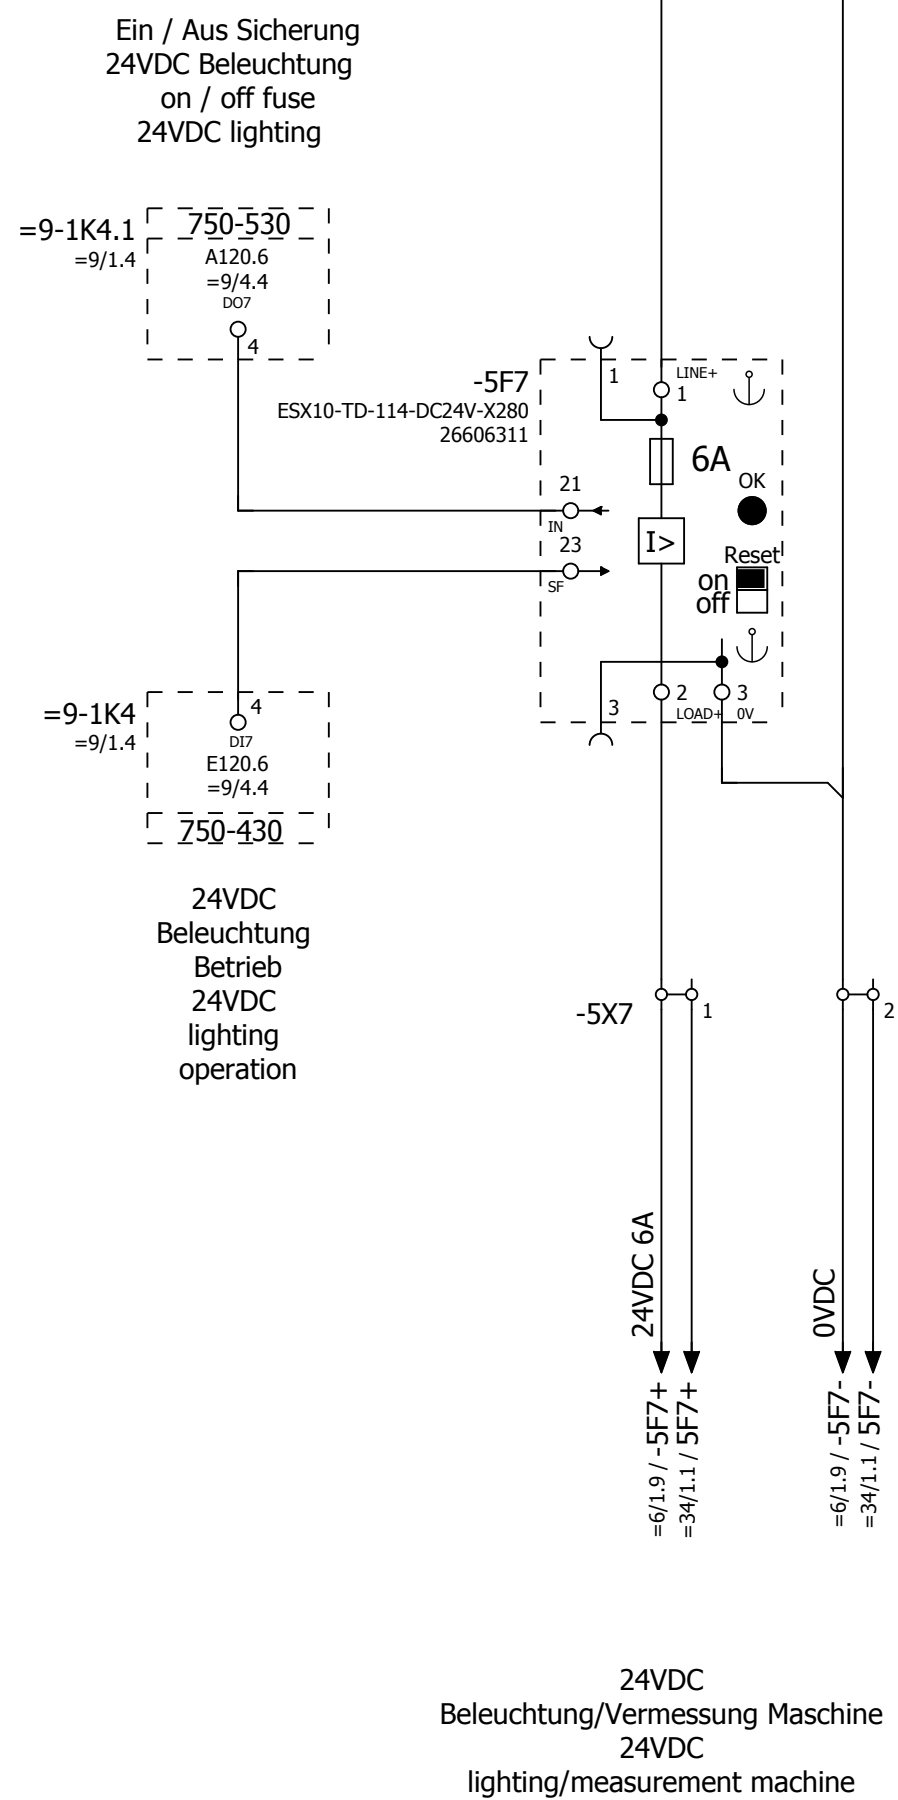 Ein / Aus Sicherung
24VDC Beleuchtung
on / off fuse
24VDC lighting
=9-1K4.1
=9/1.4
750-530
A120.6
=9/4.4
DO7
4
-5F7
ESX10-TD-114-DC24V-X280
26606311
1
LINE+
1
6A
OK
21
IN
23
SF
I>
Reset
on
off
3
2
LOAD+
3
0V
=9-1K4
=9/1.4
4
DI7
E120.6
=9/4.4
750-430
24VDC
Beleuchtung
Betrieb
24VDC
lighting
operation
-5X7
1
2
24VDC 6A
0VDC
=6/1.9 / -5F7+
=34/1.1 / 5F7+
=6/1.9 / -5F7-
=34/1.1 / 5F7-
24VDC
Beleuchtung/Vermessung Maschine
24VDC
lighting/measurement machine